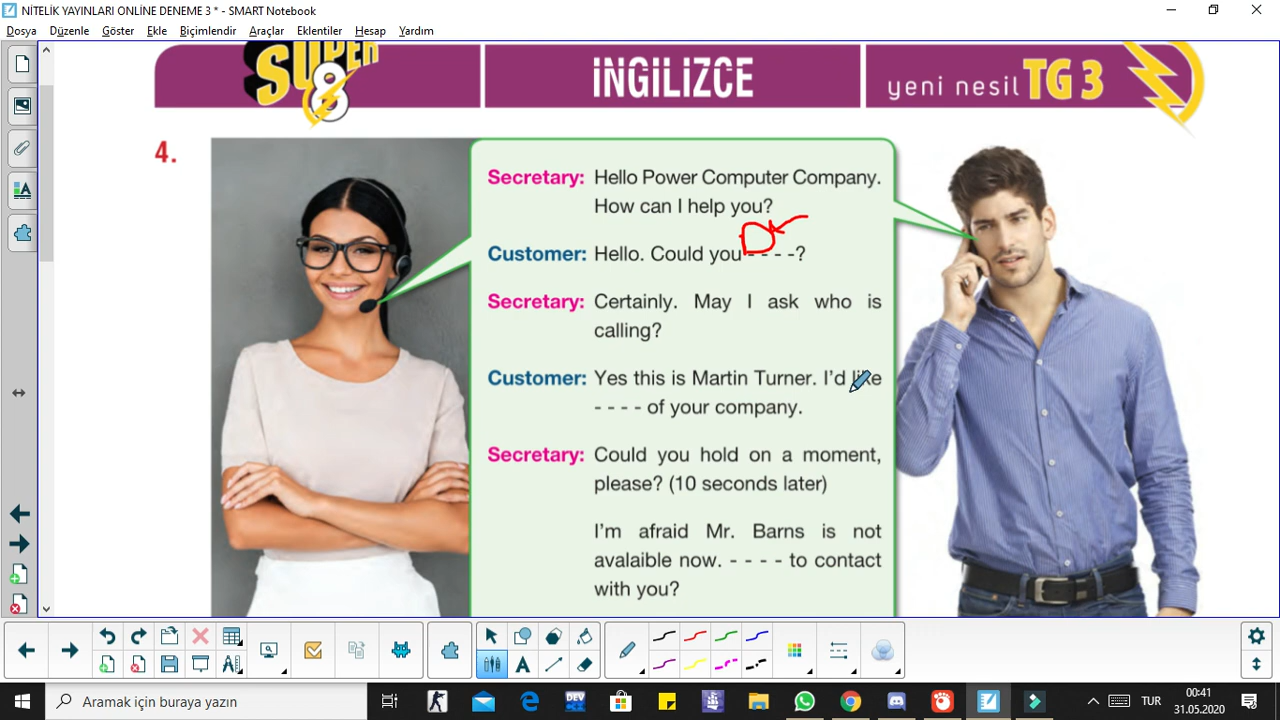 NİTELİK YAYINLARI ONLİNE DENEME 3 * - SMART Notebook
Dosya Düzenle Göster Ekle Biçimlendir Araçlar Eklentiler Hesap Yardım
SUPER
8
İNGİLİZCE
yeni nesil TG 3
4.
Secretary: Hello Power Computer Company.
How can I help you?
Customer: Hello. Could you - - - -?
Secretary: Certainly. May I ask who is
calling?
Customer: Yes this is Martin Turner. I'd like
- - - - of your company.
Secretary: Could you hold on a moment,
please? (10 seconds later)
I'm afraid Mr. Barns is not
avalaible now. - - - - to contact
with you?
Aramak için buraya yazın
DEV
TUR
00:41
31.05.2020